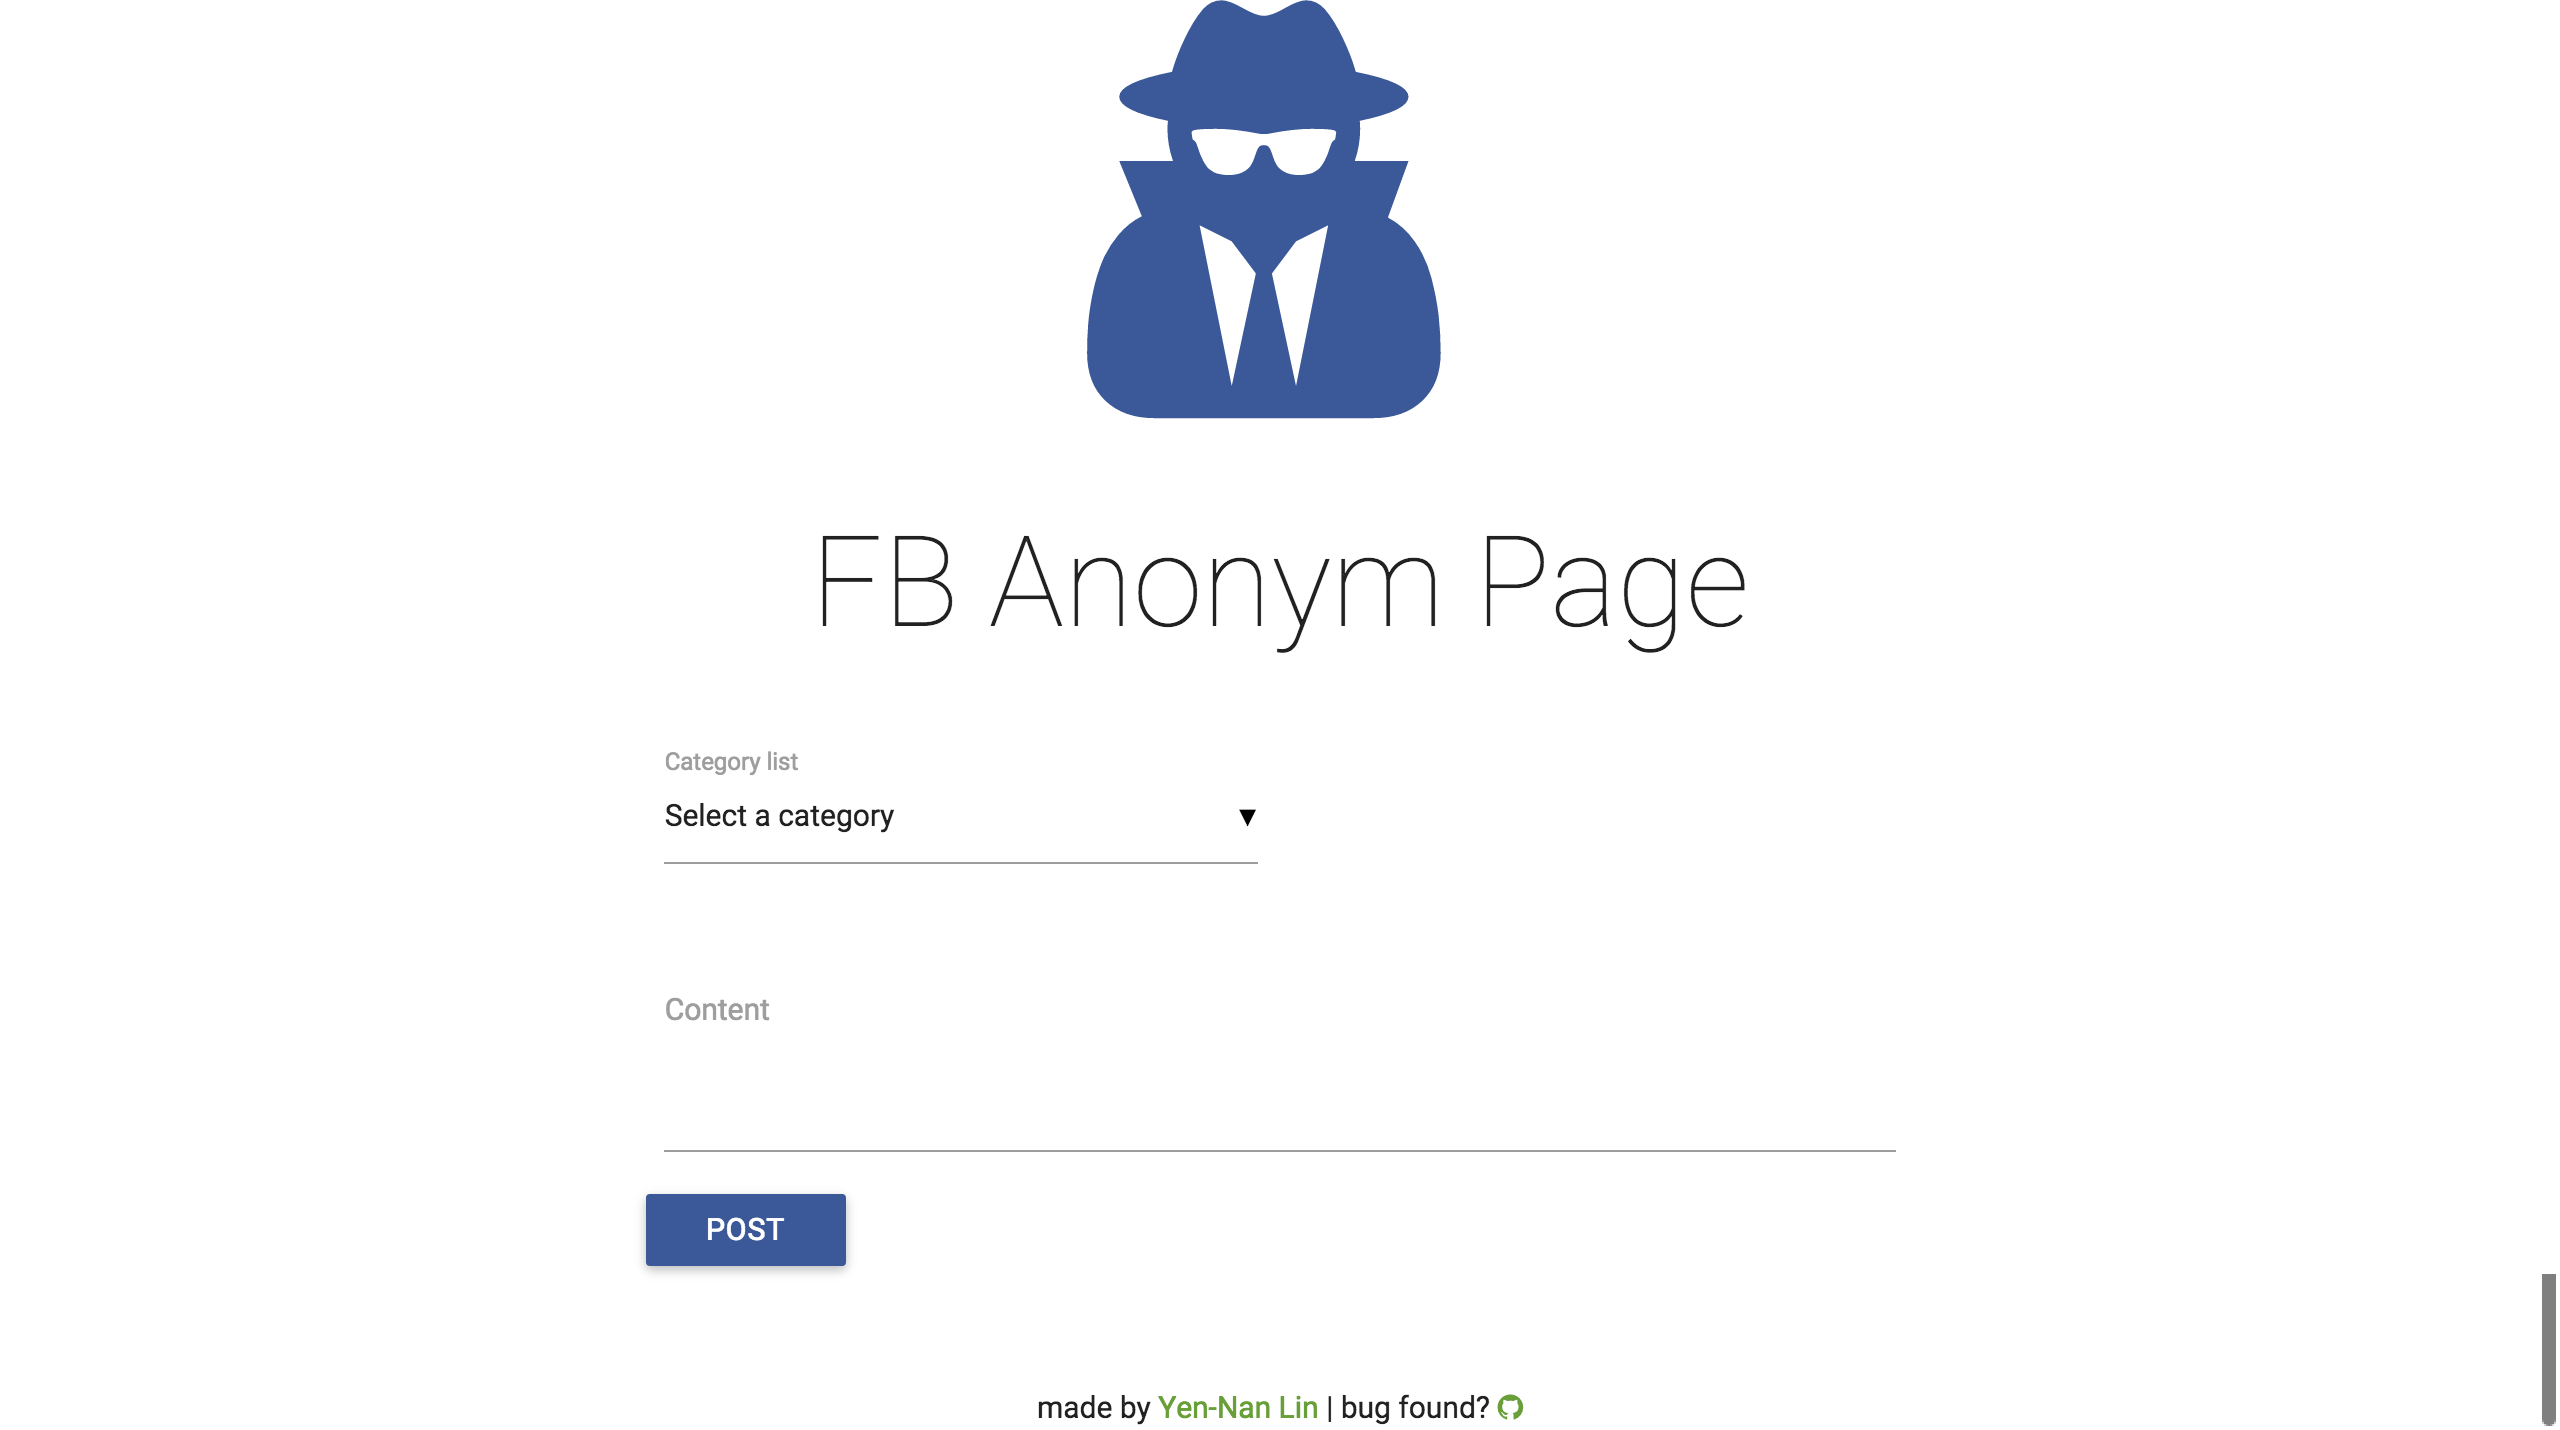 FB Anonym Page
Category list
Select a category
Content
POST
made by Yen-Nan Lin | bug found?